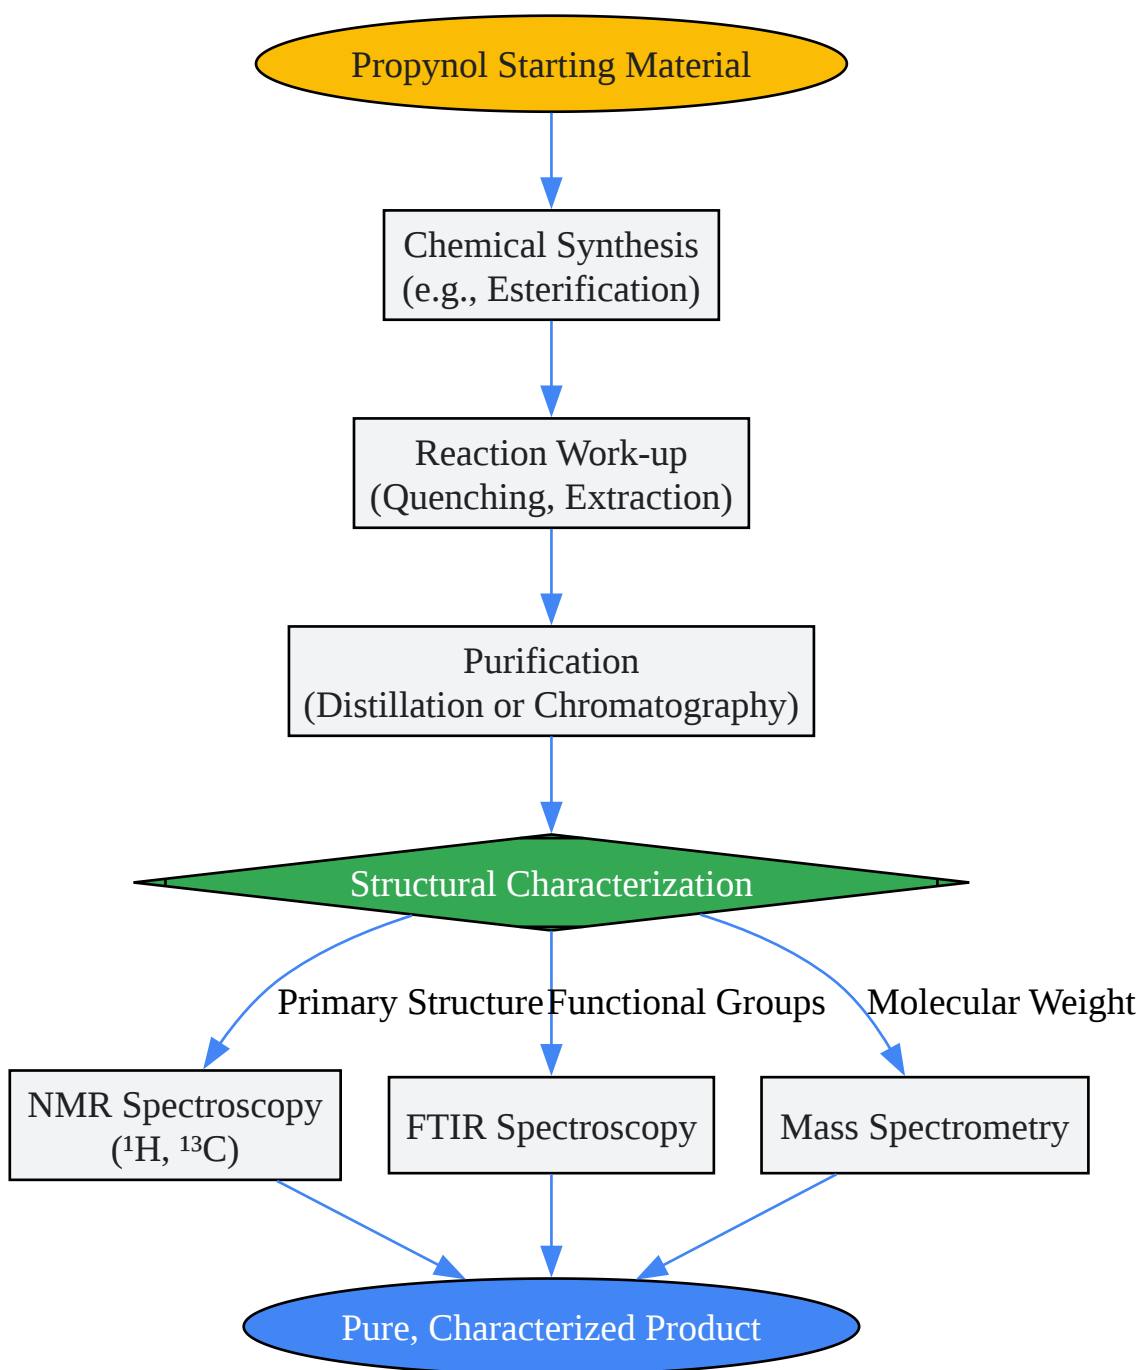 Propynol Starting Material
Chemical Synthesis
(e.g., Esterification)
Reaction Work-up
(Quenching, Extraction)
Purification
(Distillation or Chromatography)
Structural Characterization
Primary Structure
Functional Groups
Molecular Weight
NMR Spectroscopy
(¹H, ¹³C)
FTIR Spectroscopy
Mass Spectrometry
Pure, Characterized Product